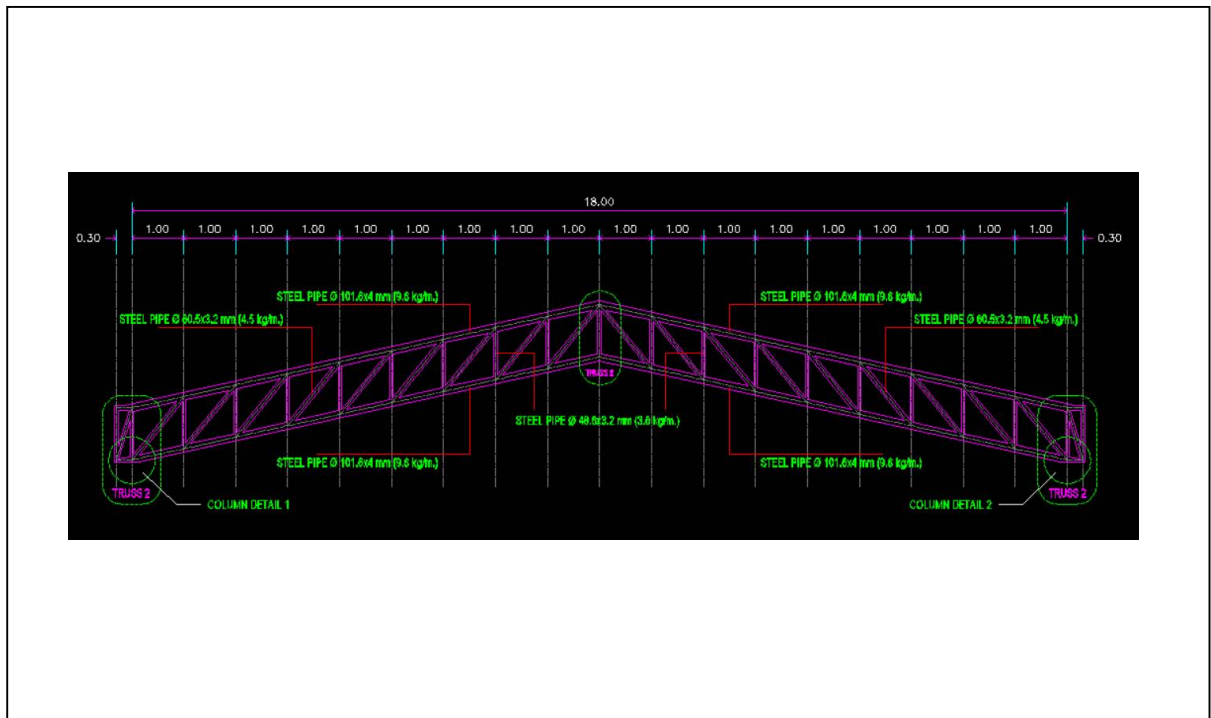 18.00
0.30 1.00 1.00 1.00 1.00 1.00 1.00 1.00 1.00 1.00 1.00 1.00 1.00 1.00 1.00 1.00 1.00 1.00 1.00 0.30
STEEL PIPE Ø 101.6x4 mm (9.6 kg/m.)
STEEL PIPE Ø 101.6x4 mm (9.6 kg/m.)
STEEL PIPE Ø 60.5x3.2 mm (4.5 kg/m.)
STEEL PIPE Ø 60.5x3.2 mm (4.5 kg/m.)
TRUSS 2
STEEL PIPE Ø 48.6x3.2 mm (3.6 kg/m.)
STEEL PIPE Ø 101.6x4 mm (9.6 kg/m.)
STEEL PIPE Ø 101.6x4 mm (9.6 kg/m.)
TRUSS 2
TRUSS 2
COLUMN DETAIL 1
COLUMN DETAIL 2